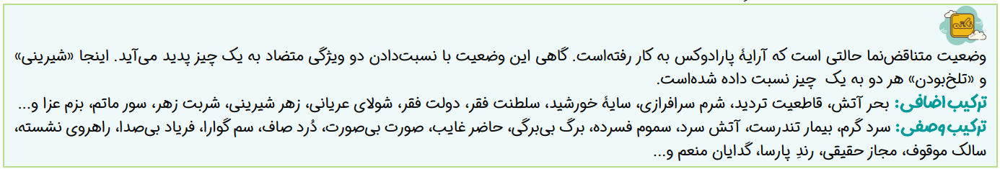 نکته
وضعیت متناقض‌نما حالتی است که آرایهٔ پارادوکس به کار رفته‌است. گاهی این وضعیت با نسبت‌دادن دو ویژگی متضاد به یک چیز پدید می‌آید. اینجا «شیرینی»
و «تلخ‌بودن» هر دو به یک چیز نسبت داده شده‌است.
ترکیب اضافی: بحر آتش، قاطعیت تردید، شرم سرافرازی، سایهٔ خورشید، سلطنت فقر، دولت فقر، شولای عریانی، زهر شیرینی، شربت زهر، سور ماتم، بزم عزا و...
ترکیب وصفی: سرد گرم، بیمار تندرست، آتش سرد، سموم فسرده، برگ بی‌برگی، حاضر غایب، صورت بی‌صورت، دُرد صاف، سم گوارا، فریاد بی‌صدا، راهروی نشسته،
سالک موقوف، مجاز حقیقی، رندِ پارسا، گدایان منعم و...